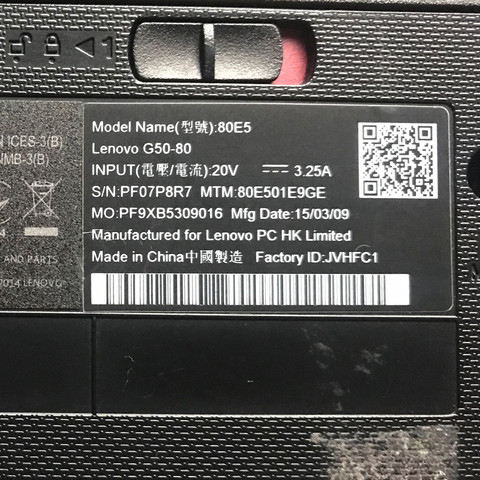 1
Model Name(型號):80E5
Lenovo G50-80
INPUT(電壓/電流):20V ⎓ 3.25A
S/N:PF07P8R7 MTM:80E501E9GE
MO:PF9XB5309016 Mfg Date:15/03/09
Manufactured for Lenovo PC HK Limited
Made in China中國製造 Factory ID:JVHFC1
ICES-3(B)
NMB-3(B)
AND PARTS
2014 LENOVO